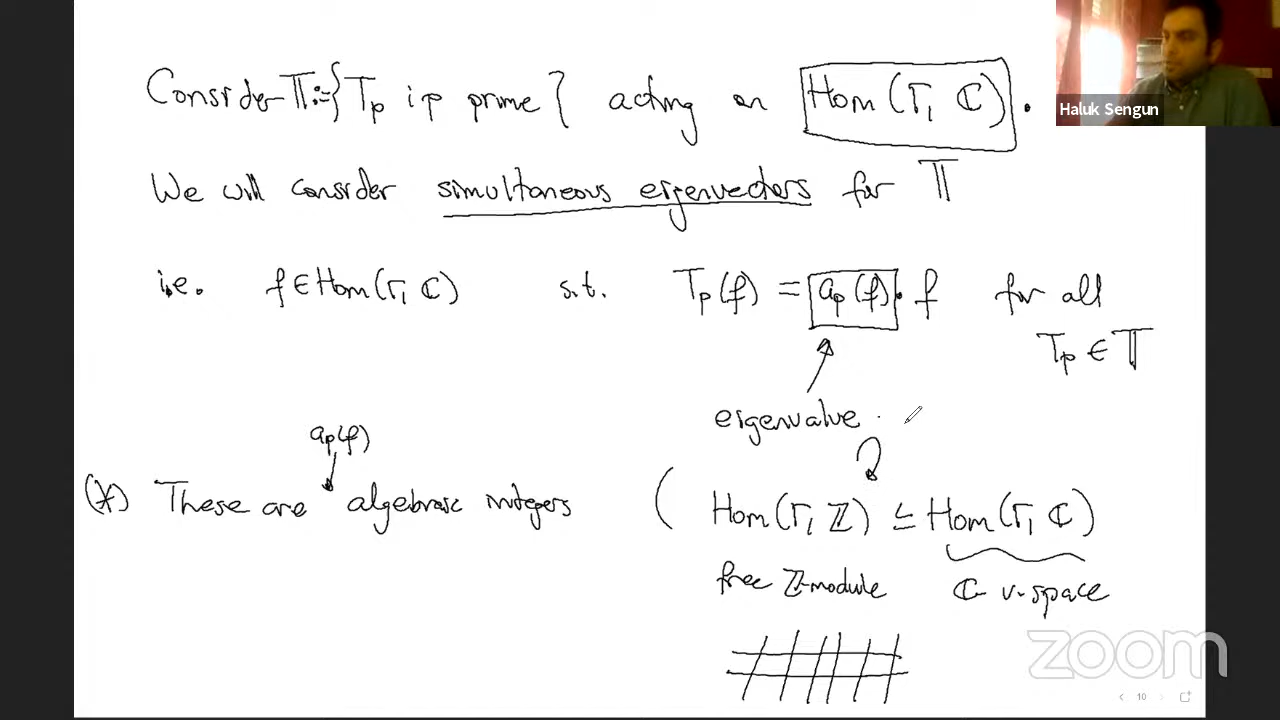 Consider 𝕋 := { Tp : p prime } acting on Hom(Γ, ℂ).
Haluk Sengun
We will consider simultaneous eigenvectors for 𝕋
i.e. f ∈ Hom(Γ, ℂ) s.t. Tp(f) = ap(f) · f for all
Tp ∈ 𝕋
eigenvalue .
ap(f)
(*) These are algebraic integers ( Hom(Γ, ℤ) ≤ Hom(Γ, ℂ)
free ℤ-module ℂ- v-space
zoom
10